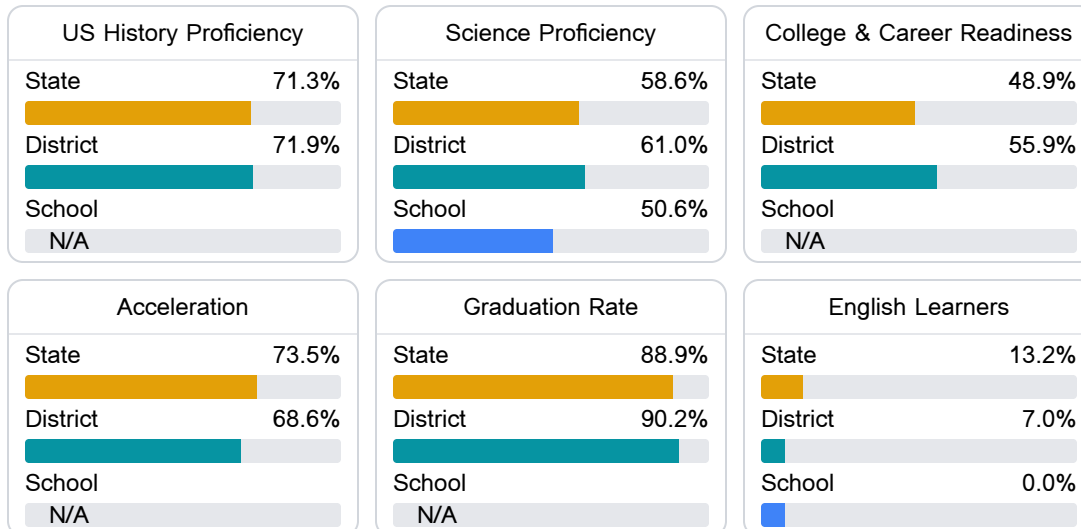 US History Proficiency
State 71.3%
District 71.9%
School
N/A
Science Proficiency
State 58.6%
District 61.0%
School 50.6%
College & Career Readiness
State 48.9%
District 55.9%
School
N/A
Acceleration
State 73.5%
District 68.6%
School
N/A
Graduation Rate
State 88.9%
District 90.2%
School
N/A
English Learners
State 13.2%
District 7.0%
School 0.0%